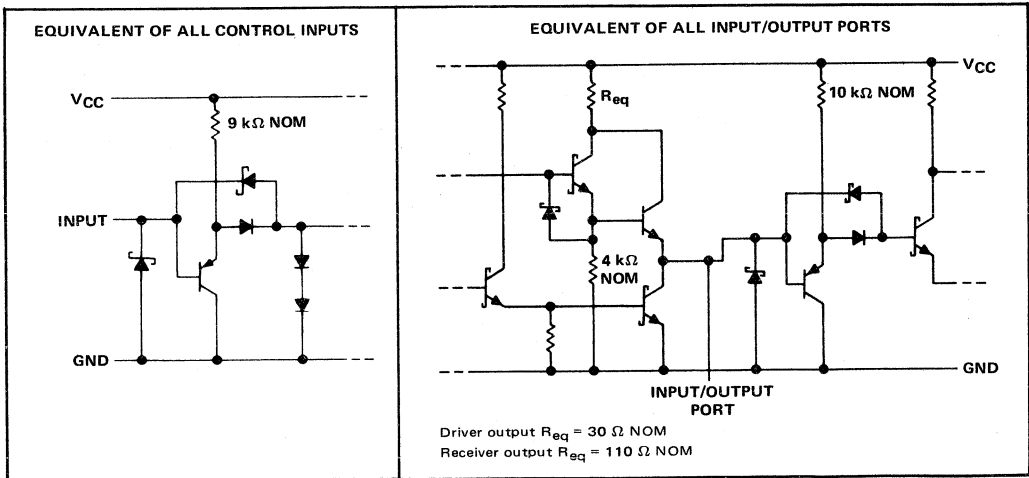 EQUIVALENT OF ALL CONTROL INPUTS
VCC
9 kΩ NOM
INPUT
GND
EQUIVALENT OF ALL INPUT/OUTPUT PORTS
VCC
Req
10 kΩ NOM
4 kΩ
NOM
GND
INPUT/OUTPUT
PORT
Driver output Req = 30 Ω NOM
Receiver output Req = 110 Ω NOM